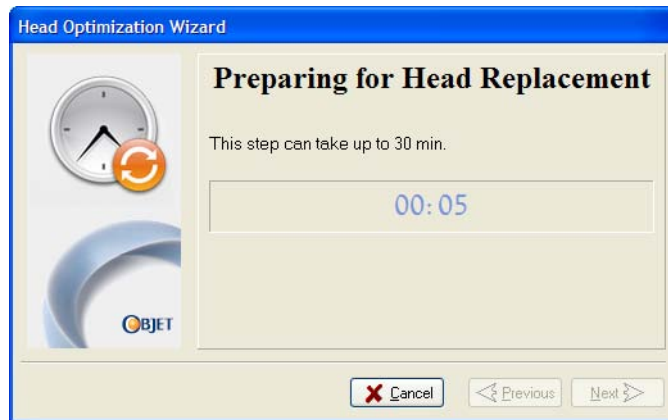 Head Optimization Wizard
Preparing for Head Replacement
This step can take up to 30 min.
00:05
OBJET
Cancel
Previous
Next